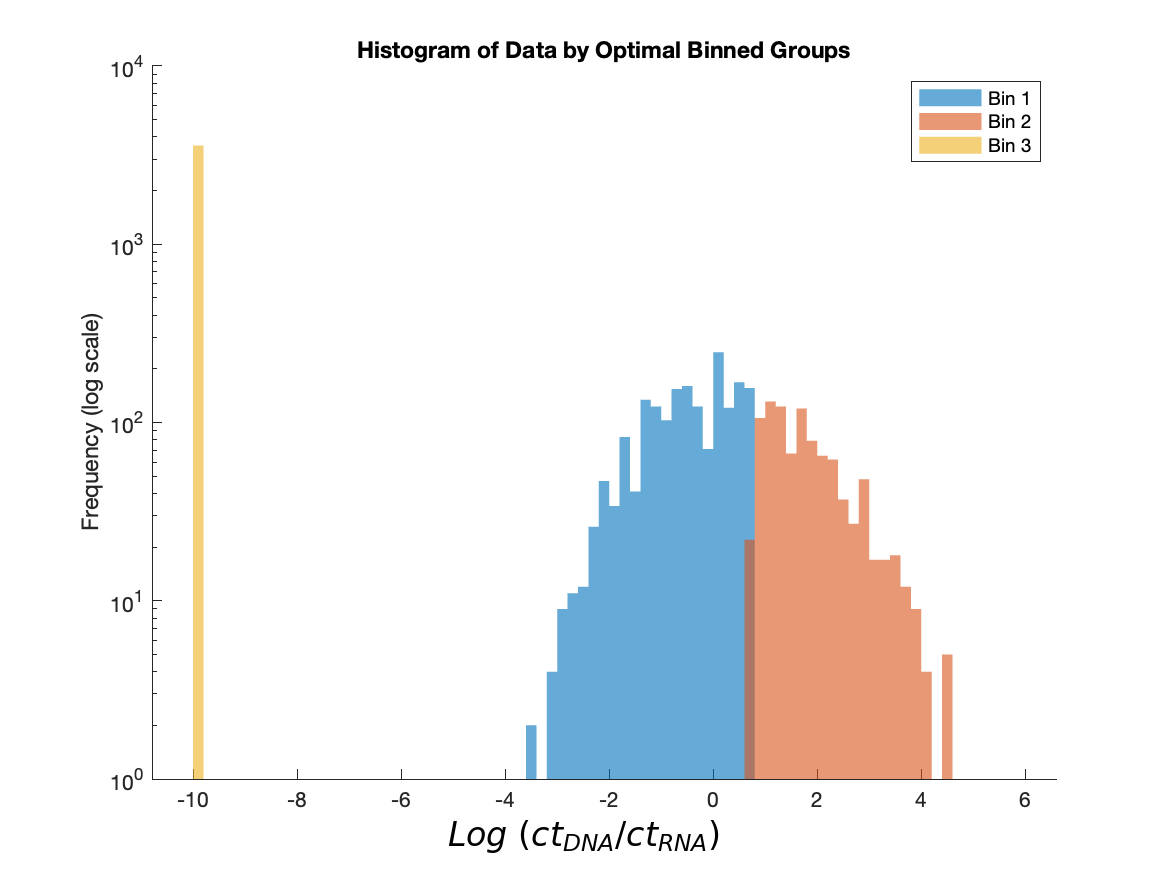 Histogram of Data by Optimal Binned Groups
Bin 1
Bin 2
Bin 3
Frequency (log scale)
10^4
10^3
10^2
10^1
10^0
-10 -8 -6 -4 -2 0 2 4 6
Log (ct_DNA/ct_RNA)